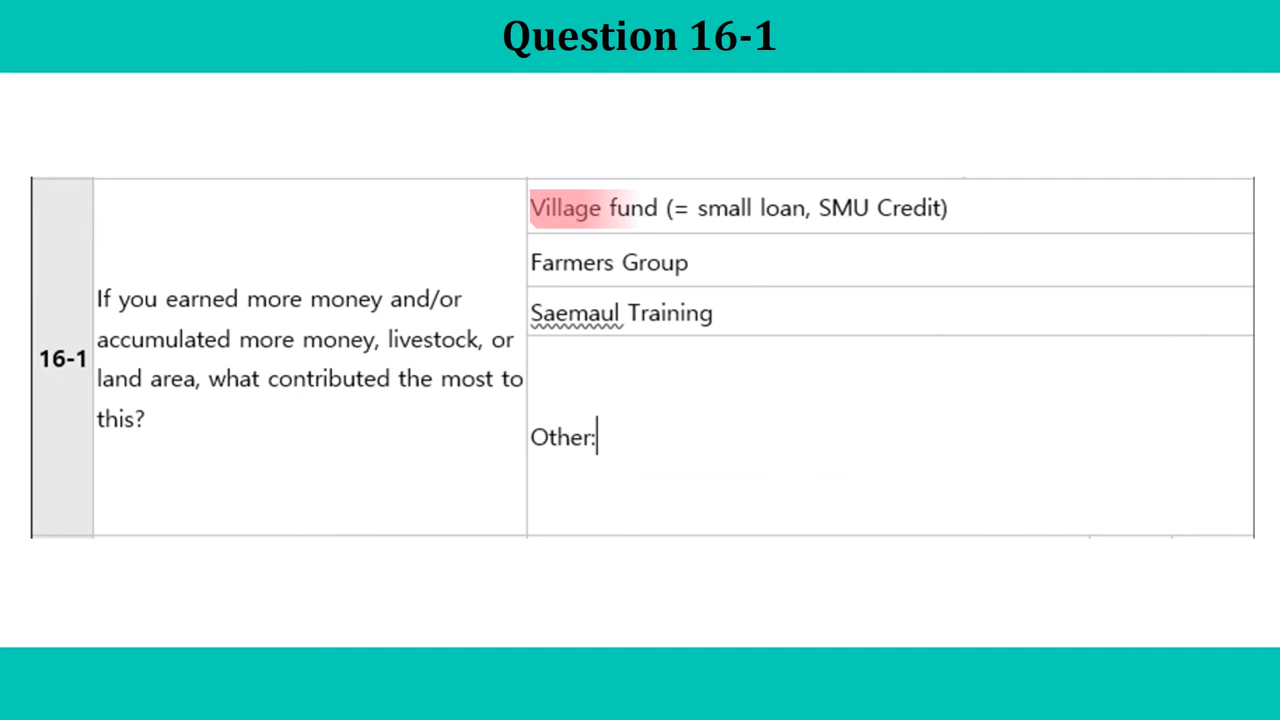 Question 16-1
16-1
If you earned more money and/or
accumulated more money, livestock, or
land area, what contributed the most to
this?
Village fund (= small loan, SMU Credit)
Farmers Group
Saemaul Training
Other: